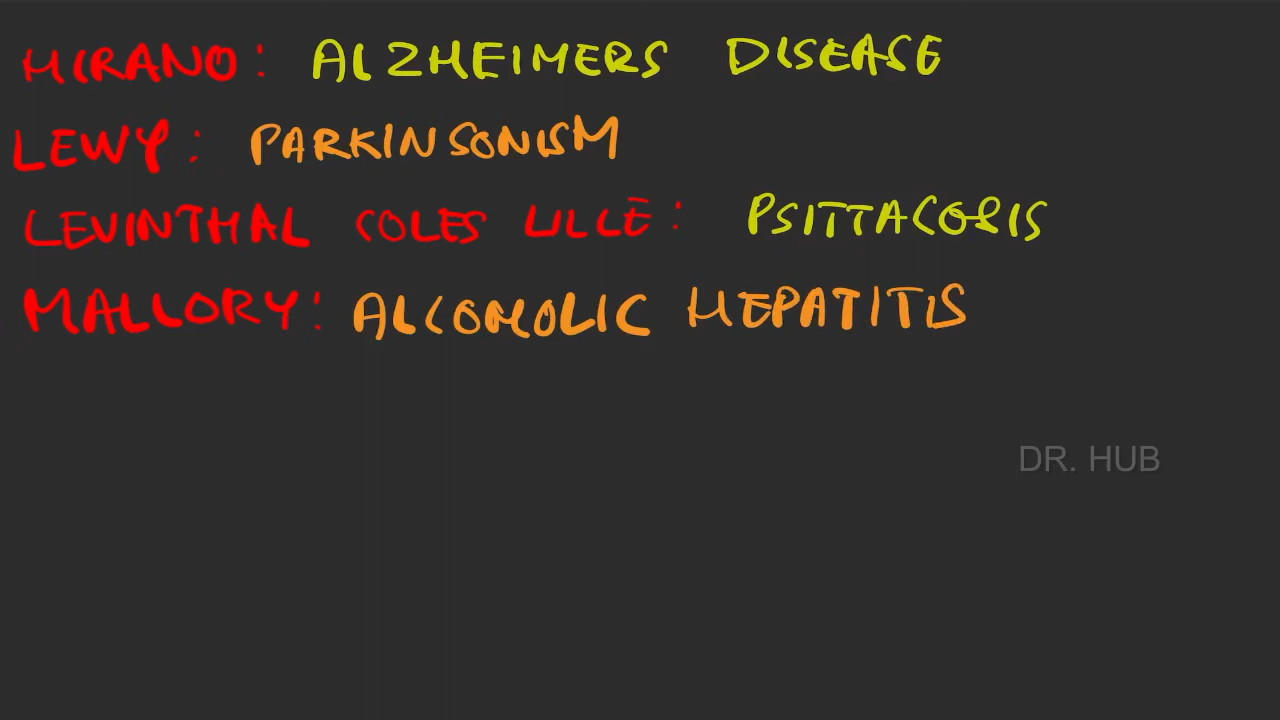 HIRANO: ALZHEIMERS DISEASE
LEWY: PARKINSONISM
LEVINTHAL COLES LILLE: PSITTACOSIS
MALLORY: ALCOHOLIC HEPATITIS
DR. HUB